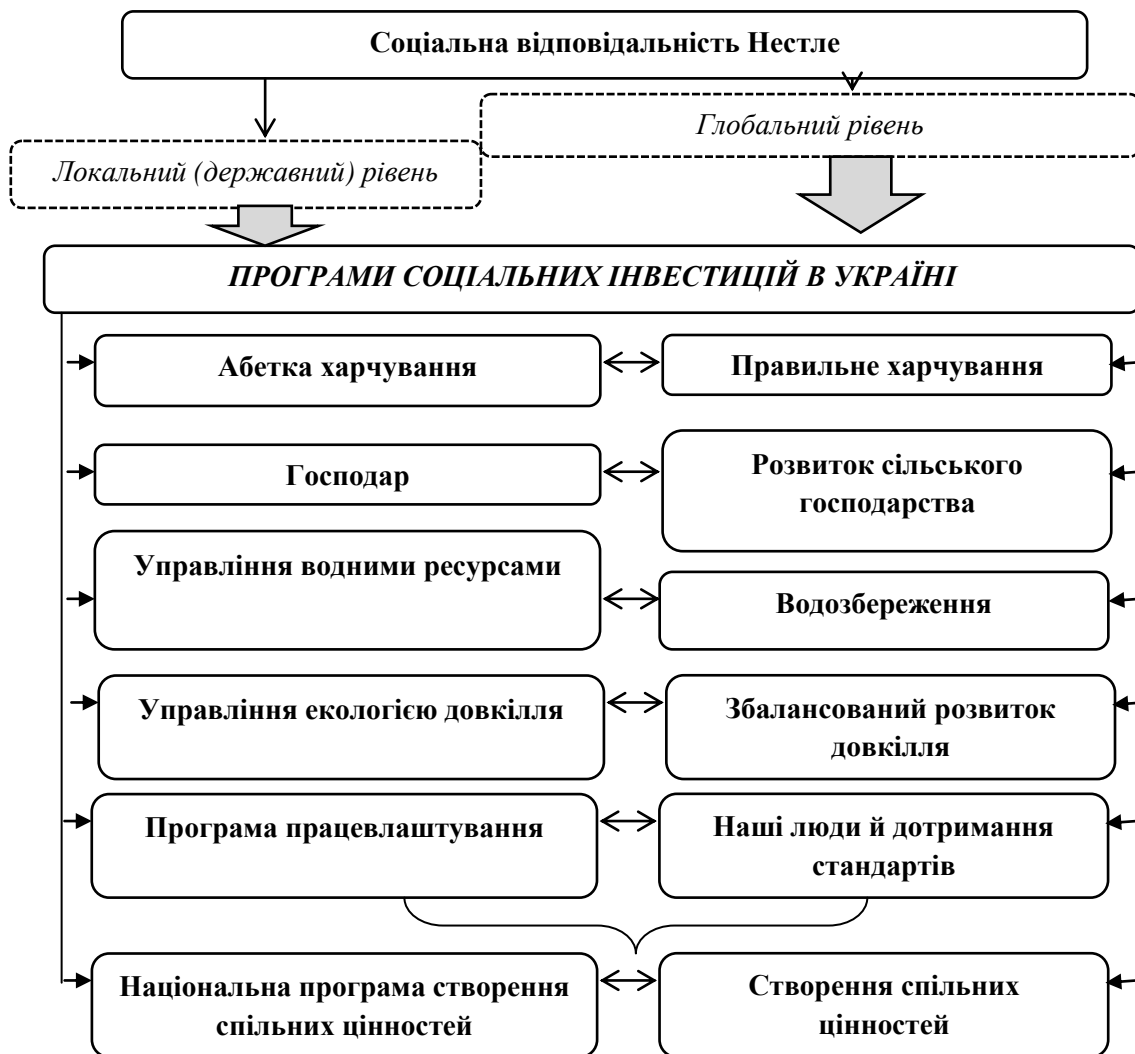 Соціальна відповідальність Нестле
Глобальний рівень
Локальний (державний) рівень
ПРОГРАМИ СОЦІАЛЬНИХ ІНВЕСТИЦІЙ В УКРАЇНІ
Абетка харчування
Правильне харчування
Господар
Розвиток сільського
господарства
Управління водними ресурсами
Водозбереження
Управління екологією довкілля
Збалансований розвиток
довкілля
Програма працевлаштування
Наші люди й дотримання
стандартів
Національна програма створення
спільних цінностей
Створення спільних
цінностей